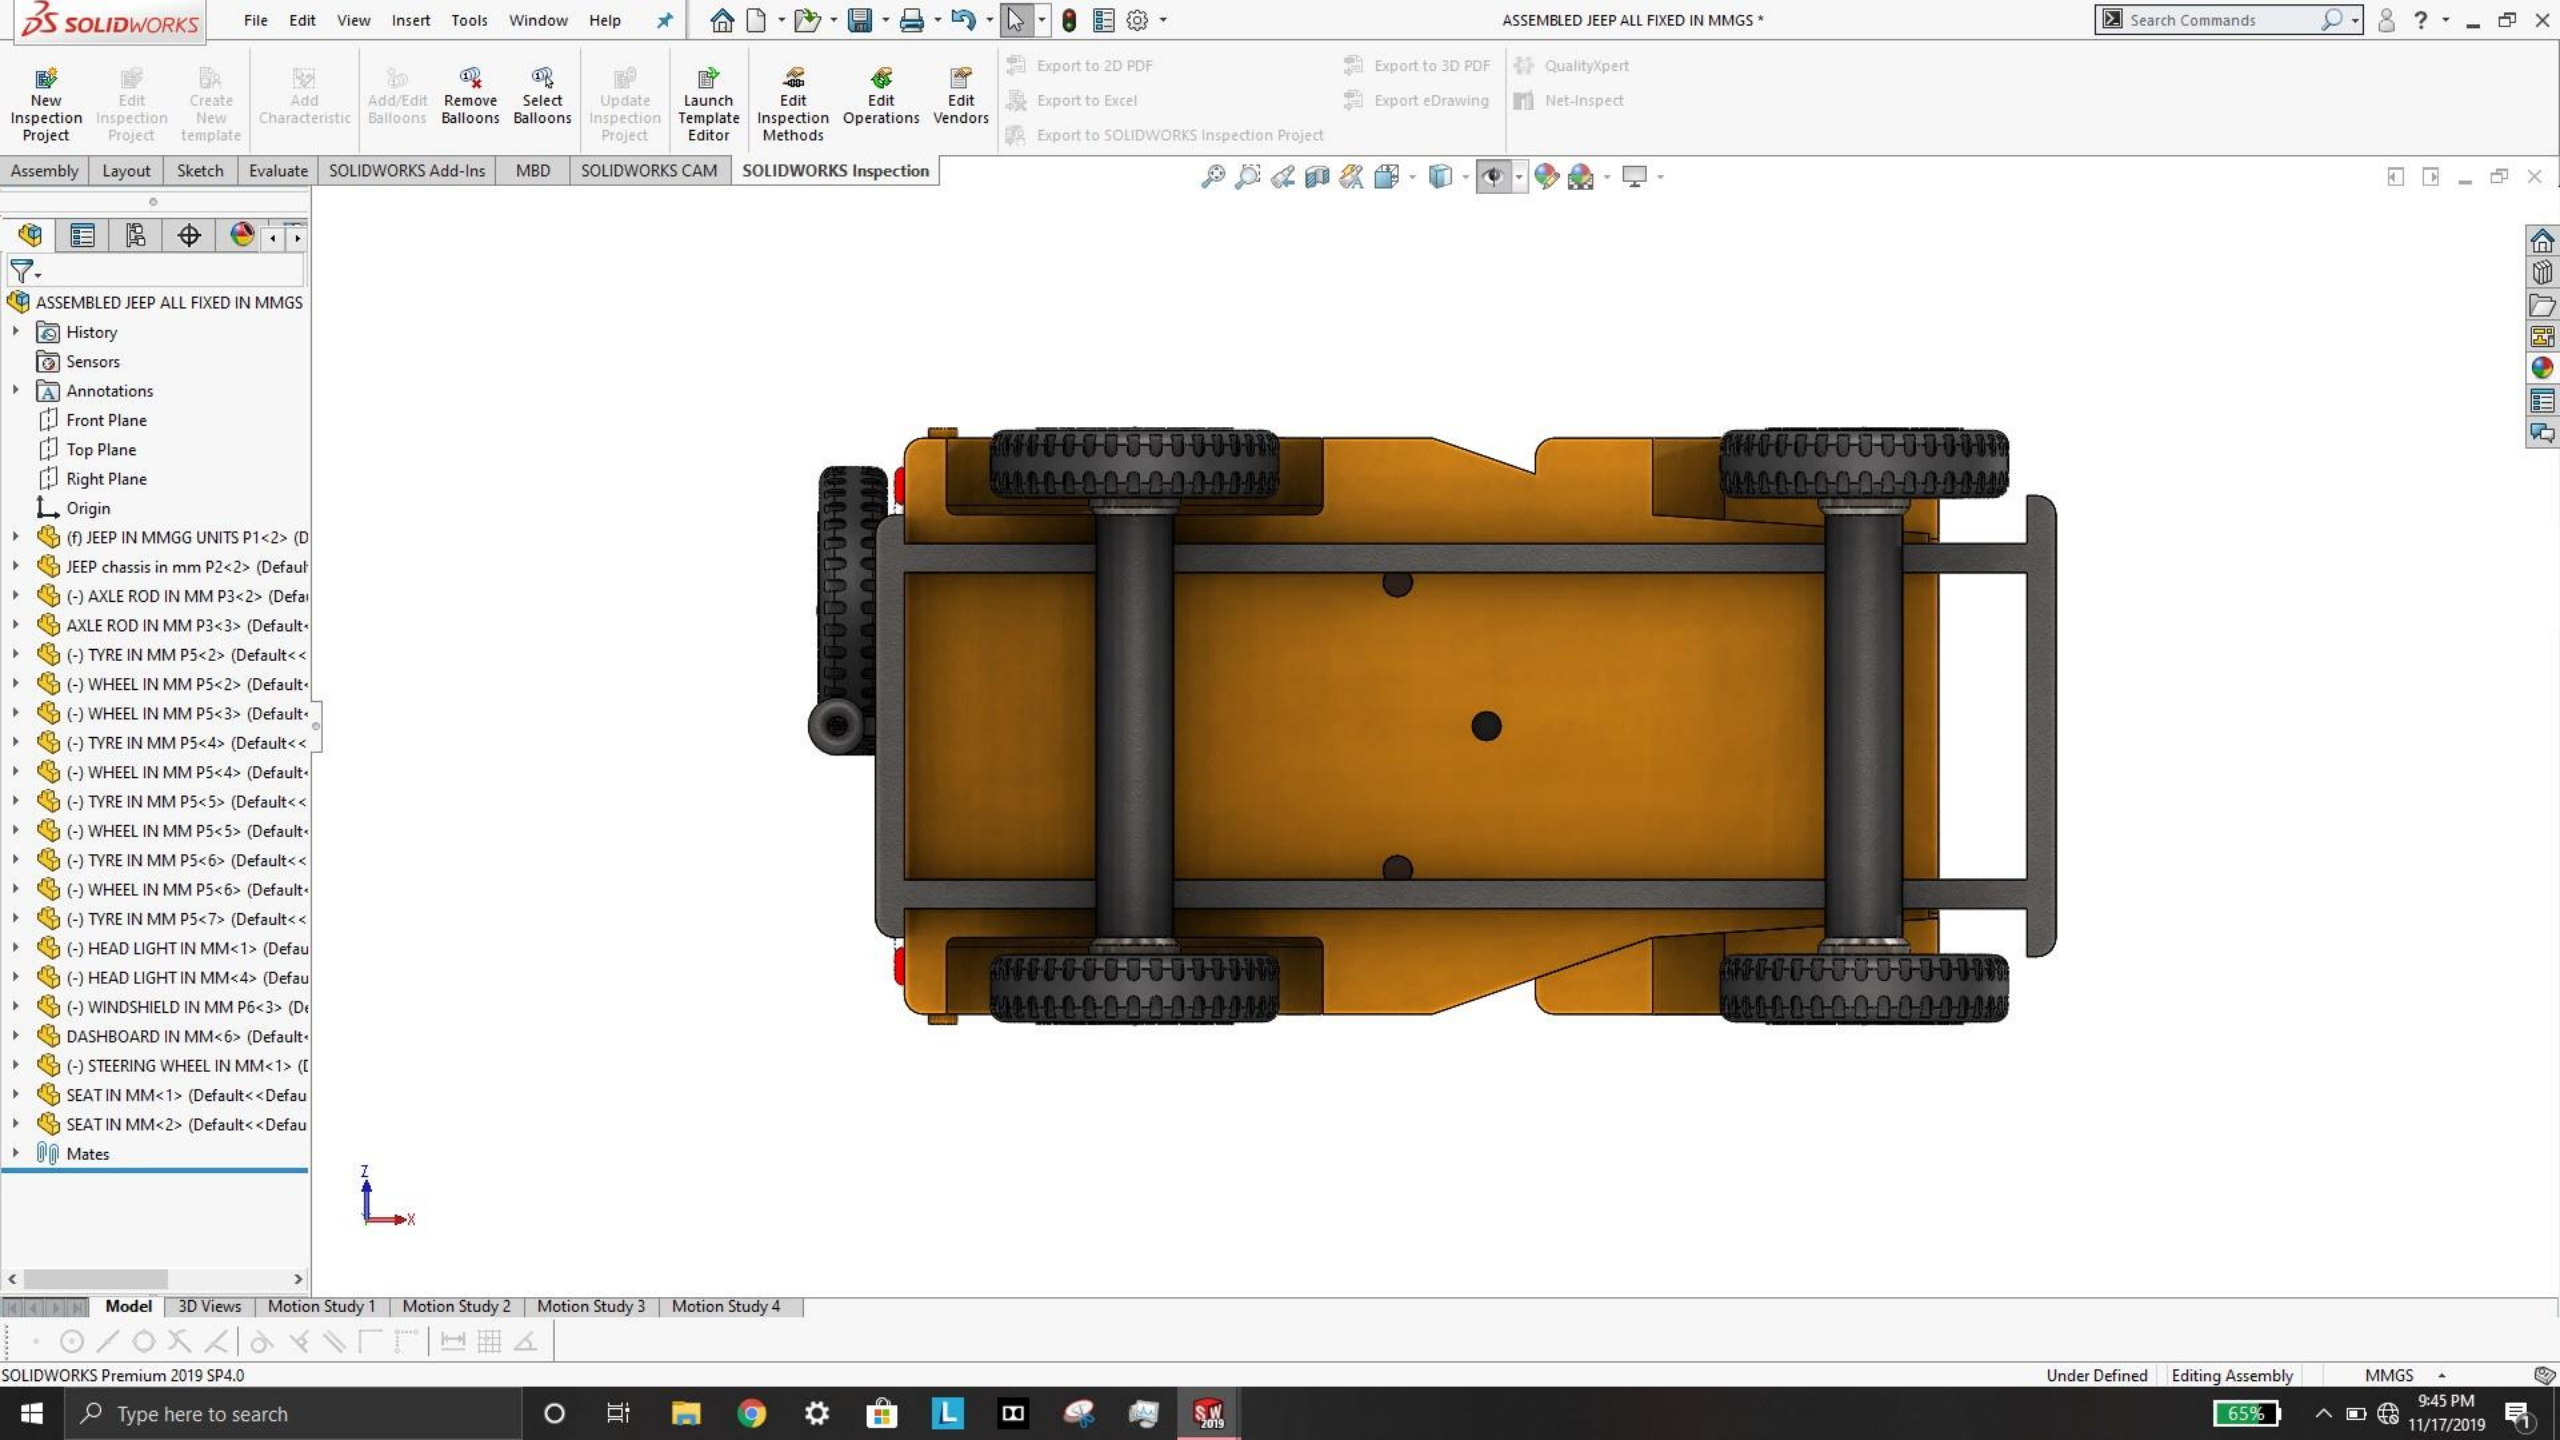 SOLIDWORKS File Edit View Insert Tools Window Help ASSEMBLED JEEP ALL FIXED IN MMGS * Search Commands
New Inspection Project
Edit Inspection Project
Create New template
Add Characteristic
Add/Edit Balloons
Remove Balloons
Select Balloons
Update Inspection Project
Launch Template Editor
Edit Inspection Methods
Edit Operations
Edit Vendors
Export to 2D PDF Export to 3D PDF QualityXpert
Export to Excel Export eDrawing Net-Inspect
Export to SOLIDWORKS Inspection Project
Assembly Layout Sketch Evaluate SOLIDWORKS Add-Ins MBD SOLIDWORKS CAM SOLIDWORKS Inspection
ASSEMBLED JEEP ALL FIXED IN MMGS
History
Sensors
Annotations
Front Plane
Top Plane
Right Plane
Origin
(f) JEEP IN MMGG UNITS P1<2> (D
JEEP chassis in mm P2<2> (Defaul
(-) AXLE ROD IN MM P3<2> (Defa
AXLE ROD IN MM P3<3> (Default<
(-) TYRE IN MM P5<2> (Default<<
(-) WHEEL IN MM P5<2> (Default<
(-) WHEEL IN MM P5<3> (Default<
(-) TYRE IN MM P5<4> (Default<<
(-) WHEEL IN MM P5<4> (Default<
(-) TYRE IN MM P5<5> (Default<<
(-) WHEEL IN MM P5<5> (Default<
(-) TYRE IN MM P5<6> (Default<<
(-) WHEEL IN MM P5<6> (Default<
(-) TYRE IN MM P5<7> (Default<<
(-) HEAD LIGHT IN MM<1> (Defau
(-) HEAD LIGHT IN MM<4> (Defau
(-) WINDSHIELD IN MM P6<3> (De
DASHBOARD IN MM<6> (Default<
(-) STEERING WHEEL IN MM<1> (D
SEAT IN MM<1> (Default<<Defau
SEAT IN MM<2> (Default<<Defau
Mates
Z
X
Model 3D Views Motion Study 1 Motion Study 2 Motion Study 3 Motion Study 4
SOLIDWORKS Premium 2019 SP4.0 Under Defined Editing Assembly MMGS
Type here to search L SW 2019 65% 9:45 PM
11/17/2019 1